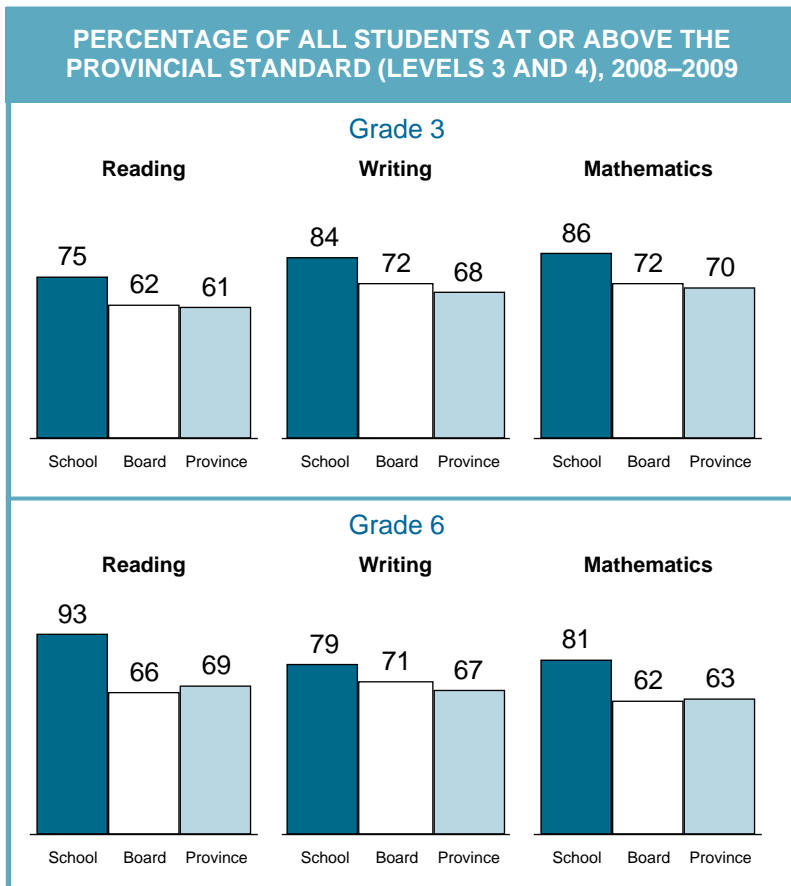 PERCENTAGE OF ALL STUDENTS AT OR ABOVE THE
PROVINCIAL STANDARD (LEVELS 3 AND 4), 2008–2009
Grade 3
Reading Writing Mathematics
75 62 61 84 72 68 86 72 70
School Board Province School Board Province School Board Province
Grade 6
Reading Writing Mathematics
93 66 69 79 71 67 81 62 63
School Board Province School Board Province School Board Province